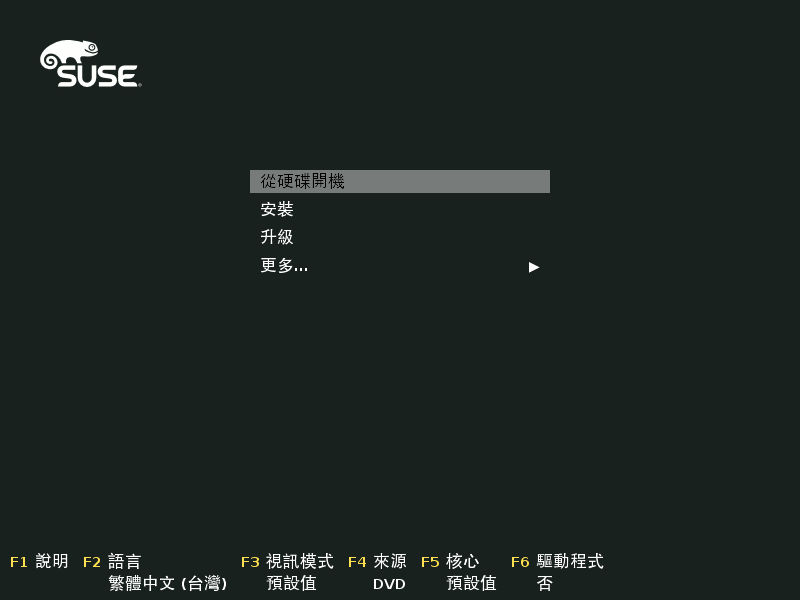 SUSE
從硬碟開機
安裝
升級
更多...
F1 說明 F2 語言 F3 視訊模式 F4 來源 F5 核心 F6 驅動程式
繁體中文 (台灣) 預設值 DVD 預設值 否